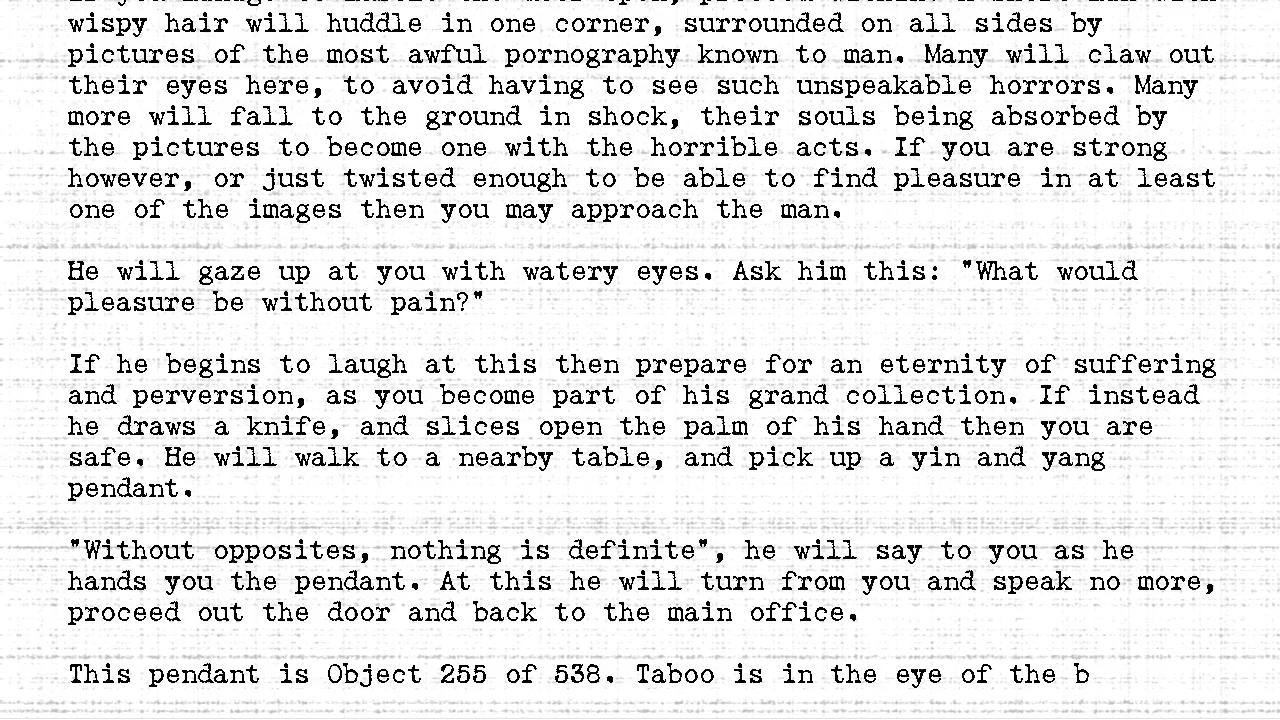 wispy hair will huddle in one corner, surrounded on all sides by
pictures of the most awful pornography known to man. Many will claw out
their eyes here, to avoid having to see such unspeakable horrors. Many
more will fall to the ground in shock, their souls being absorbed by
the pictures to become one with the horrible acts. If you are strong
however, or just twisted enough to be able to find pleasure in at least
one of the images then you may approach the man.
He will gaze up at you with watery eyes. Ask him this: "What would
pleasure be without pain?"
If he begins to laugh at this then prepare for an eternity of suffering
and perversion, as you become part of his grand collection. If instead
he draws a knife, and slices open the palm of his hand then you are
safe. He will walk to a nearby table, and pick up a yin and yang
pendant.
"Without opposites, nothing is definite", he will say to you as he
hands you the pendant. At this he will turn from you and speak no more,
proceed out the door and back to the main office.
This pendant is Object 255 of 538. Taboo is in the eye of the b